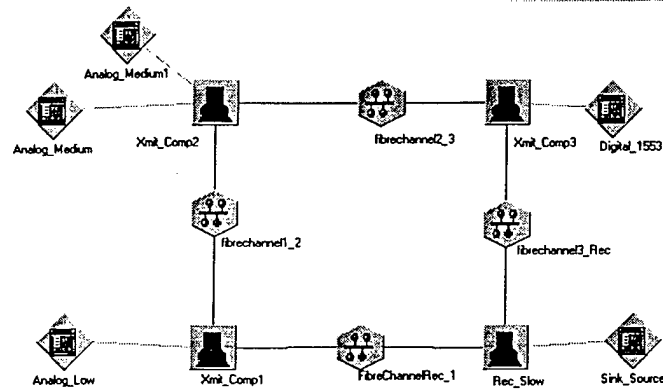 Analog_Medium1
Analog_Medium
Xmit_Comp2
fibrechannel2_3
Xmit_Comp3
Digital_1553
fibrechannel1_2
fibrechannel3_Rec
Analog_Low
Xmit_Comp1
FibreChannelRec_1
Rec_Slow
Sink_Source